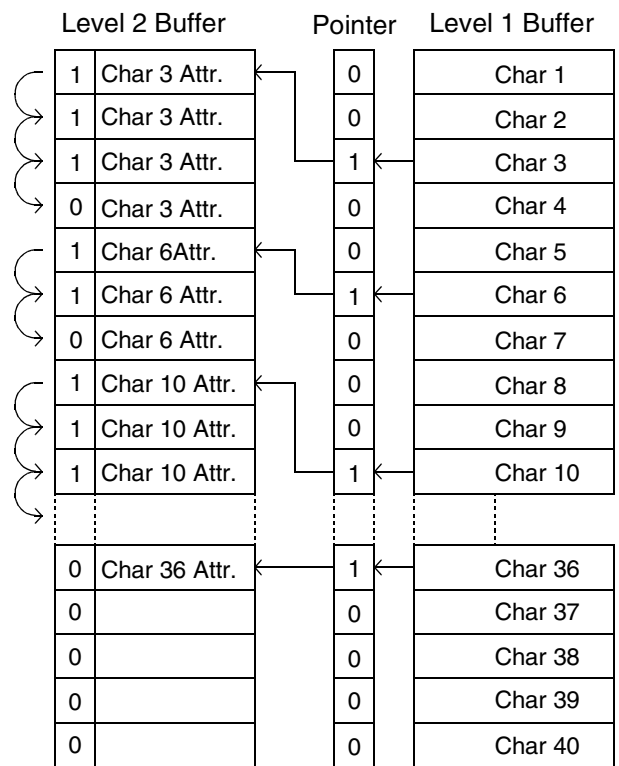 Level 2 Buffer Pointer Level 1 Buffer
1 Char 3 Attr. 0 Char 1
1 Char 3 Attr. 0 Char 2
1 Char 3 Attr. 1 Char 3
0 Char 3 Attr. 0 Char 4
1 Char 6Attr. 0 Char 5
1 Char 6 Attr. 1 Char 6
0 Char 6 Attr. 0 Char 7
1 Char 10 Attr. 0 Char 8
1 Char 10 Attr. 0 Char 9
1 Char 10 Attr. 1 Char 10
0 Char 36 Attr. 1 Char 36
0 0 Char 37
0 0 Char 38
0 0 Char 39
0 0 Char 40